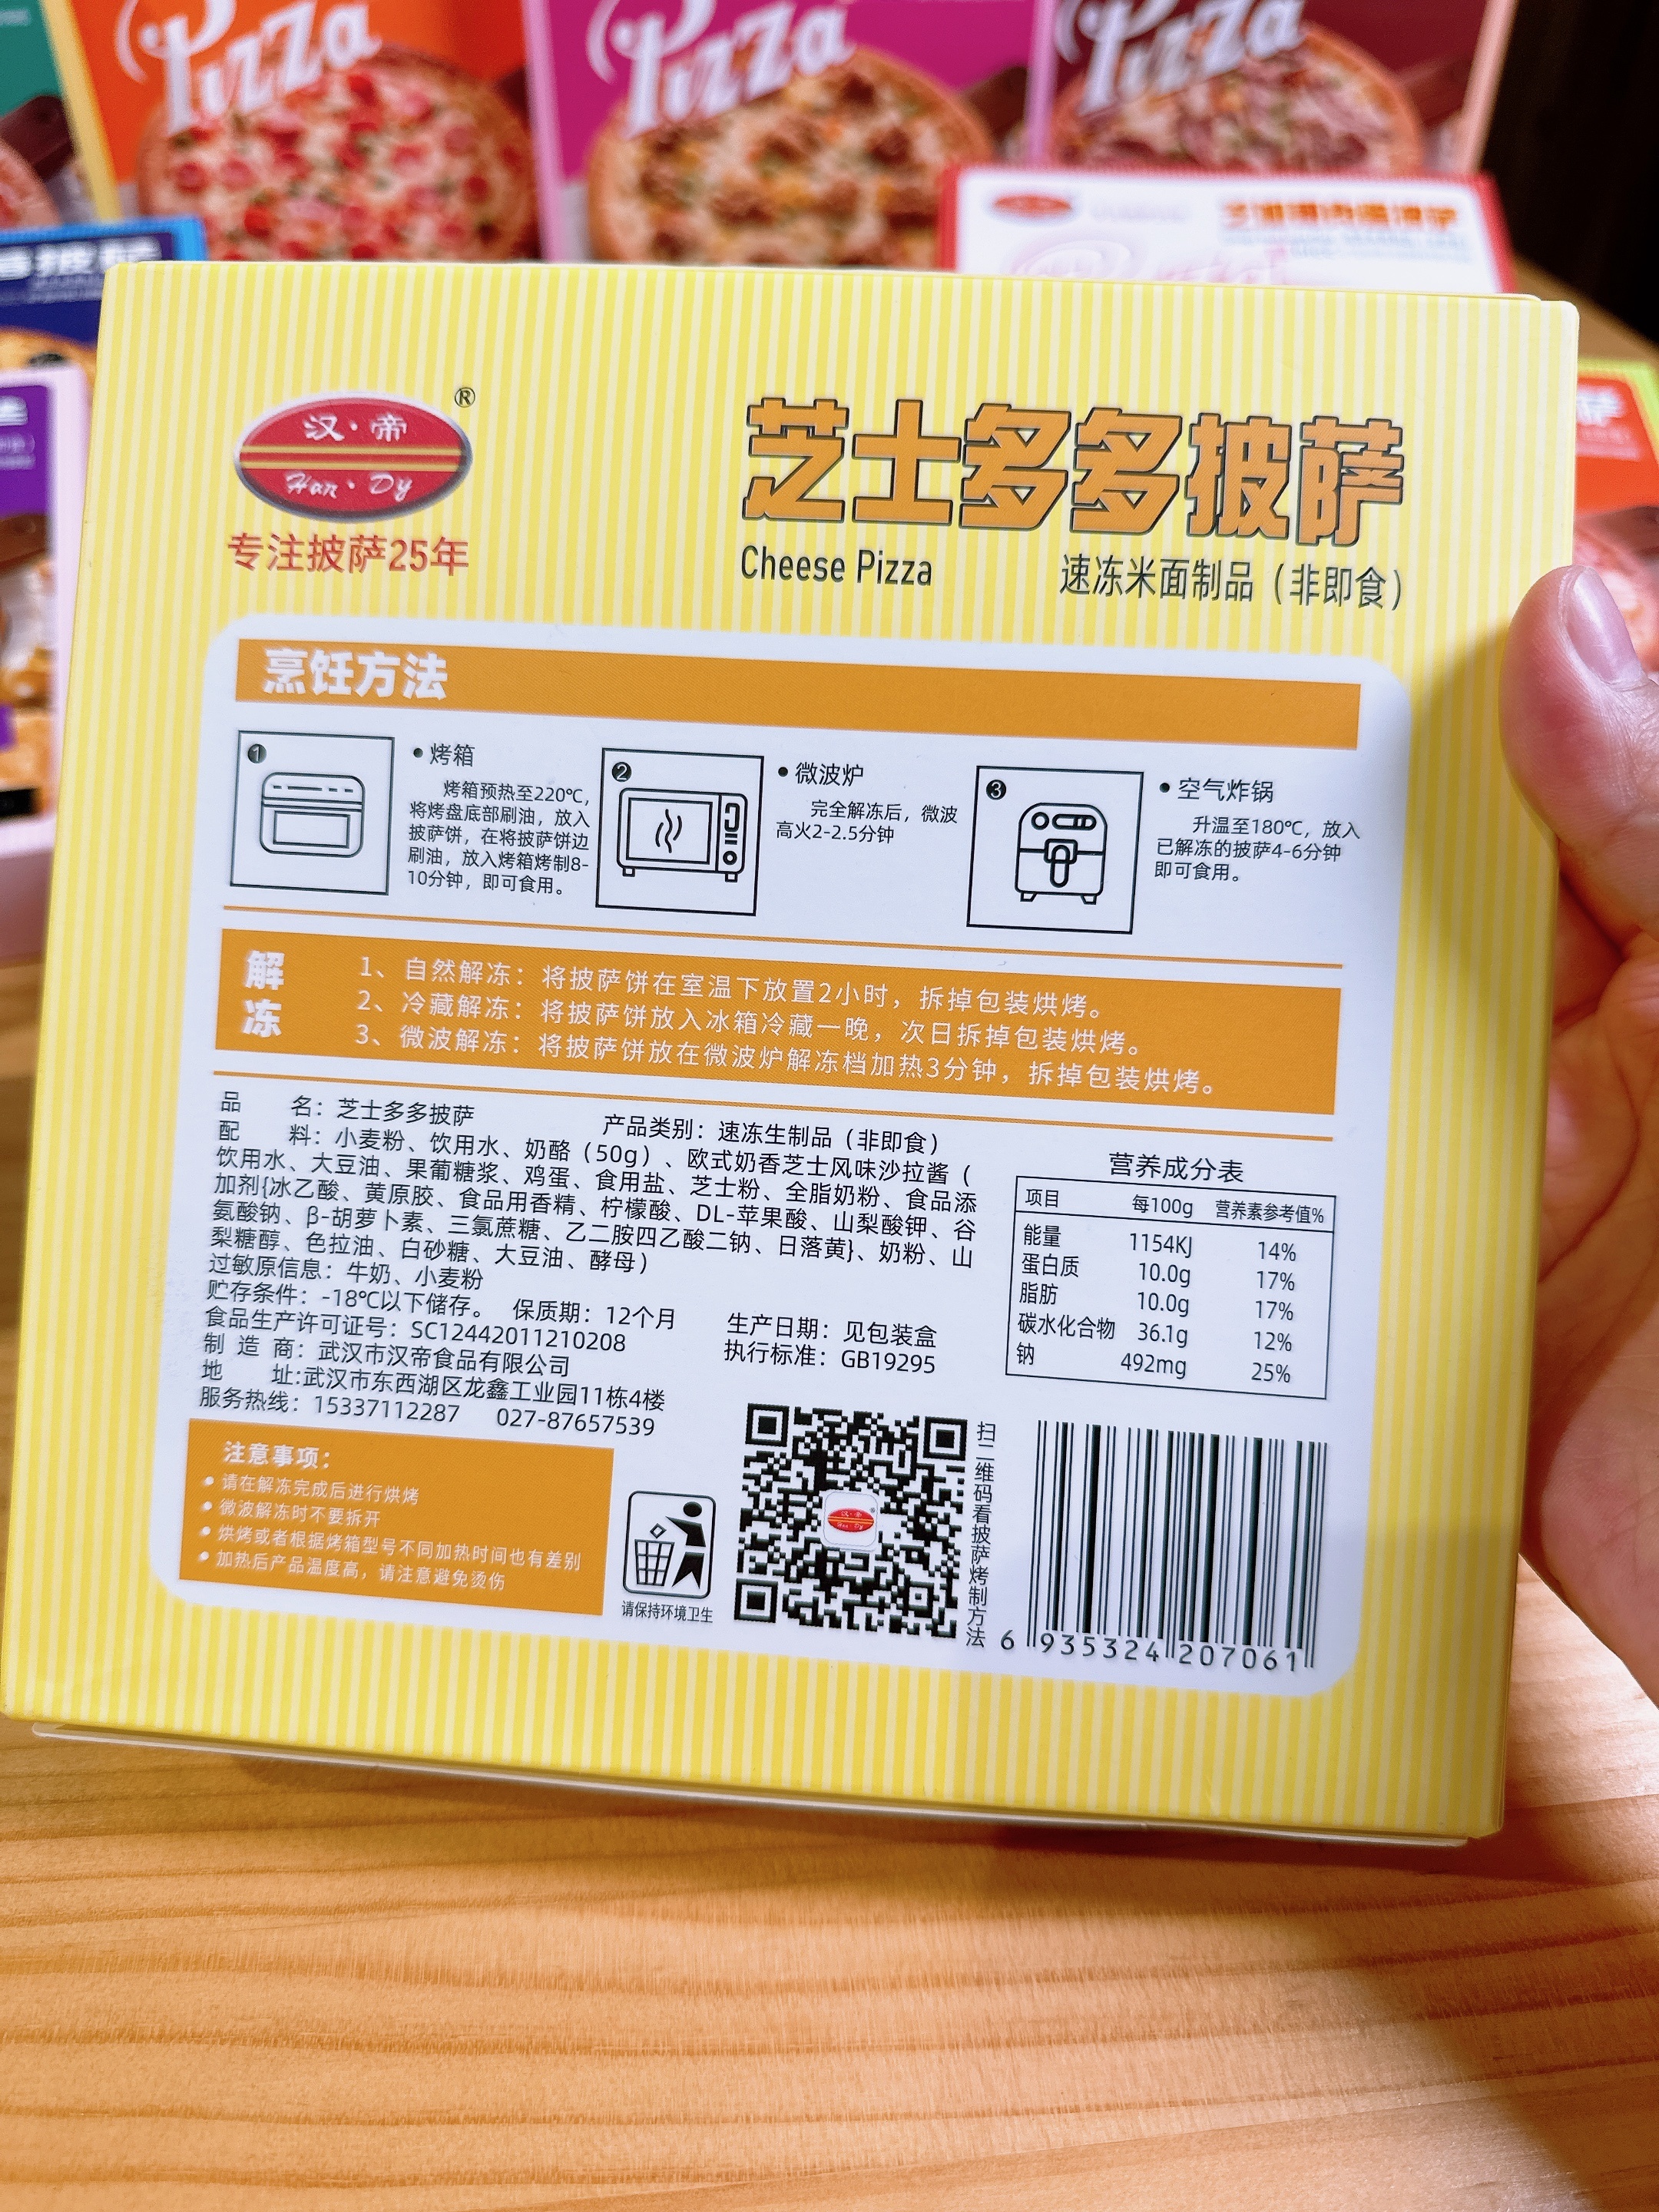 Pizza
Pizza
Pizza
汉·帝
Han·Dy
®
专注披萨25年
芝士多多披萨
Cheese Pizza
速冻米面制品（非即食）
烹饪方法
1
• 烤箱
烤箱预热至220℃，
将烤盘底部刷油，放入
披萨饼，在将披萨饼边
刷油，放入烤箱烤制8-
10分钟，即可食用。
2
• 微波炉
完全解冻后，微波
高火2-2.5分钟
3
• 空气炸锅
升温至180℃，放入
已解冻的披萨4-6分钟
即可食用。
解冻
1、自然解冻：将披萨饼在室温下放置2小时，拆掉包装烘烤。
2、冷藏解冻：将披萨饼放入冰箱冷藏一晚，次日拆掉包装烘烤。
3、微波解冻：将披萨饼放在微波炉解冻档加热3分钟，拆掉包装烘烤。
品 名：芝士多多披萨 产品类别：速冻生制品（非即食）
配 料：小麦粉、饮用水、奶酪（50g）、欧式奶香芝士风味沙拉酱（
饮用水、大豆油、果葡糖浆、鸡蛋、食用盐、芝士粉、全脂奶粉、食品添
加剂{冰乙酸、黄原胶、食品用香精、柠檬酸、DL-苹果酸、山梨酸钾、谷
氨酸钠、β-胡萝卜素、三氯蔗糖、乙二胺四乙酸二钠、日落黄}、奶粉、山
梨糖醇、色拉油、白砂糖、大豆油、酵母）
过敏原信息：牛奶、小麦粉
贮存条件：-18℃以下储存。 保质期：12个月 生产日期：见包装盒
食品生产许可证号：SC12442011210208 执行标准：GB19295
制 造 商：武汉市汉帝食品有限公司
地 址:武汉市东西湖区龙鑫工业园11栋4楼
服务热线：15337112287 027-87657539
营养成分表
项目 每100g 营养素参考值%
能量 1154KJ 14%
蛋白质 10.0g 17%
脂肪 10.0g 17%
碳水化合物 36.1g 12%
钠 492mg 25%
注意事项：
• 请在解冻完成后进行烘烤
• 微波解冻时不要拆开
• 烘烤或者根据烤箱型号不同加热时间也有差别
• 加热后产品温度高，请注意避免烫伤
请保持环境卫生
汉·帝
Han·Dy
扫二维码看披萨烤制方法
6 935324 207061